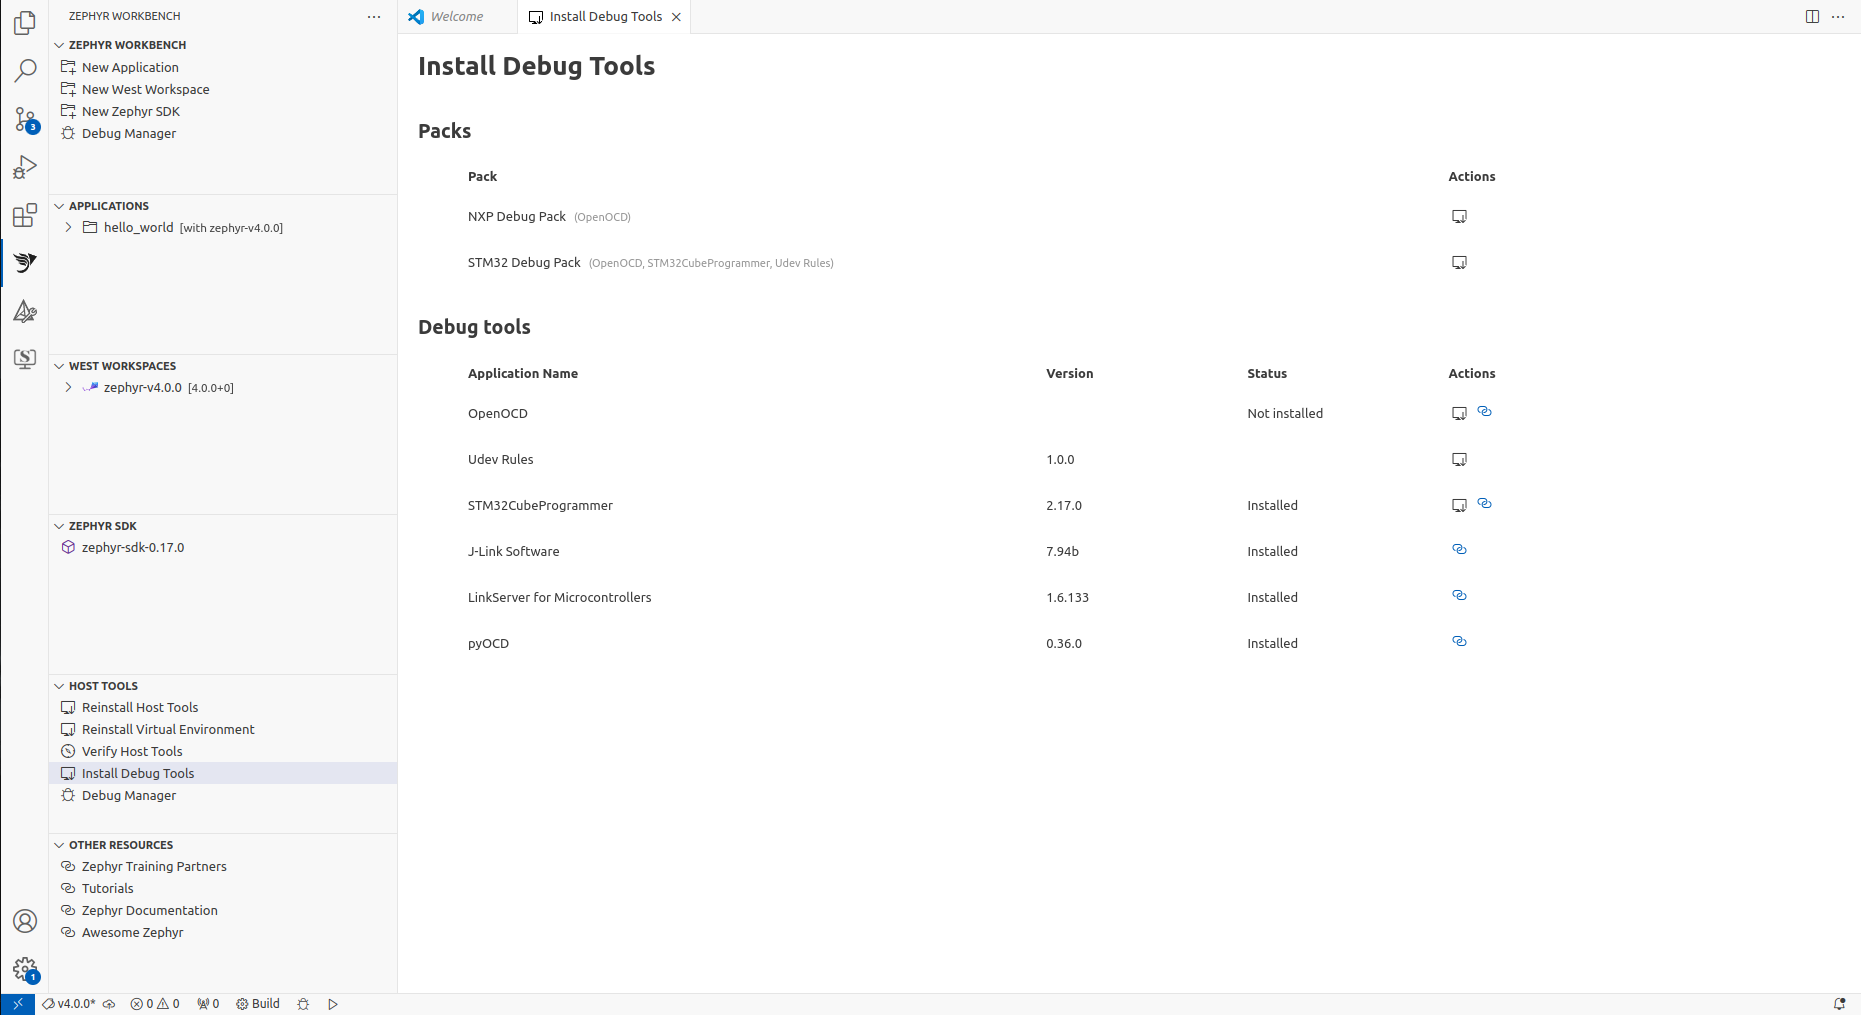 ZEPHYR WORKBENCH
ZEPHYR WORKBENCH
New Application
New West Workspace
New Zephyr SDK
Debug Manager
APPLICATIONS
hello_world [with zephyr-v4.0.0]
WEST WORKSPACES
zephyr-v4.0.0 [4.0.0+0]
ZEPHYR SDK
zephyr-sdk-0.17.0
HOST TOOLS
Reinstall Host Tools
Reinstall Virtual Environment
Verify Host Tools
Install Debug Tools
Debug Manager
OTHER RESOURCES
Zephyr Training Partners
Tutorials
Zephyr Documentation
Awesome Zephyr
3
1
Welcome
Install Debug Tools
Install Debug Tools
Packs
Pack Actions
NXP Debug Pack (OpenOCD)
STM32 Debug Pack (OpenOCD, STM32CubeProgrammer, Udev Rules)
Debug tools
Application Name Version Status Actions
OpenOCD Not installed
Udev Rules 1.0.0
STM32CubeProgrammer 2.17.0 Installed
J-Link Software 7.94b Installed
LinkServer for Microcontrollers 1.6.133 Installed
pyOCD 0.36.0 Installed
v4.0.0* 0 0 0 Build